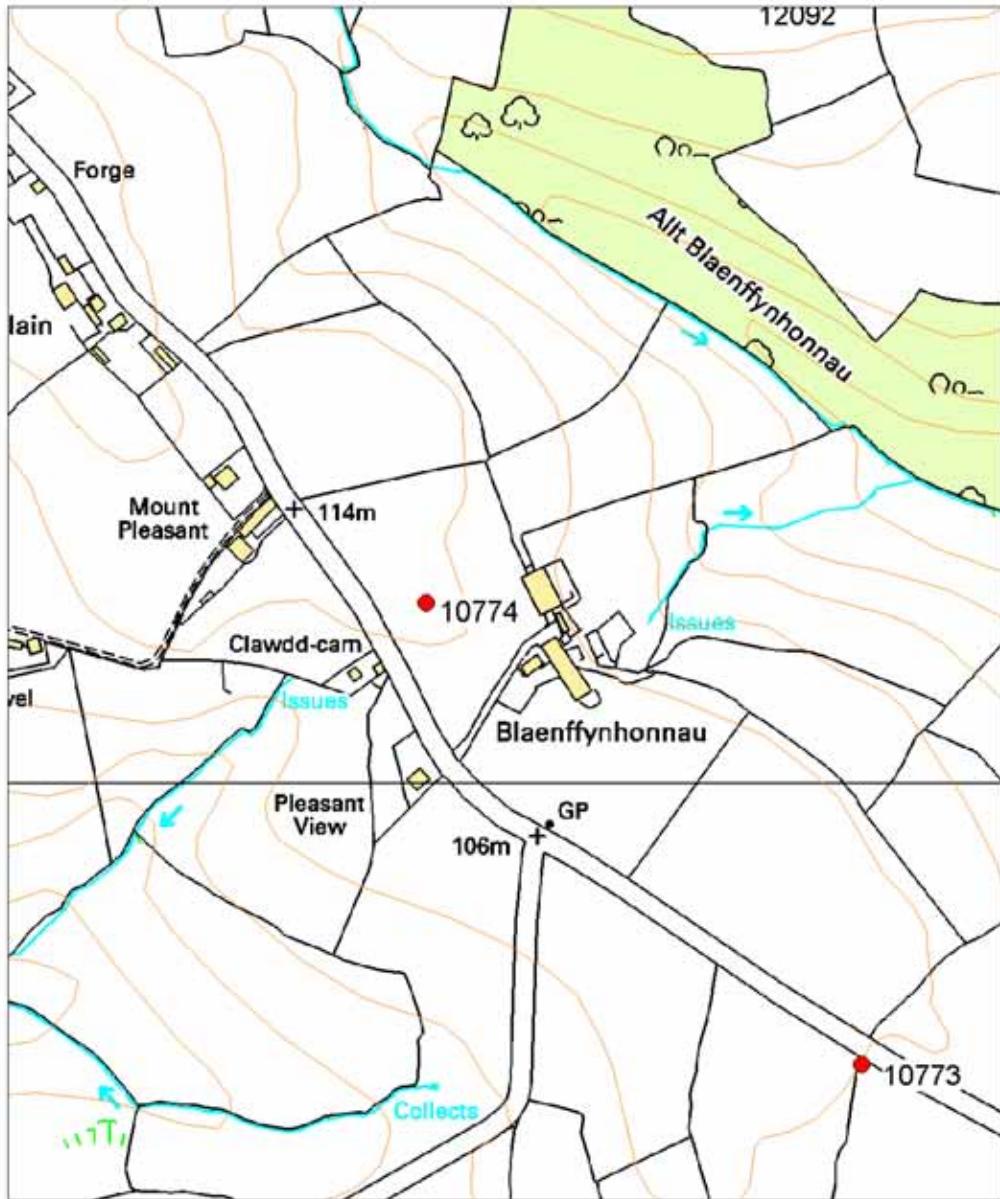 12092
Forge
Allt Blaenffynhonnau
lain
Mount
Pleasant
114m
10774
Issues
Clawdd-cam
vel
Issues
Blaenffynhonnau
Pleasant
View
GP
106m
10773
Collects